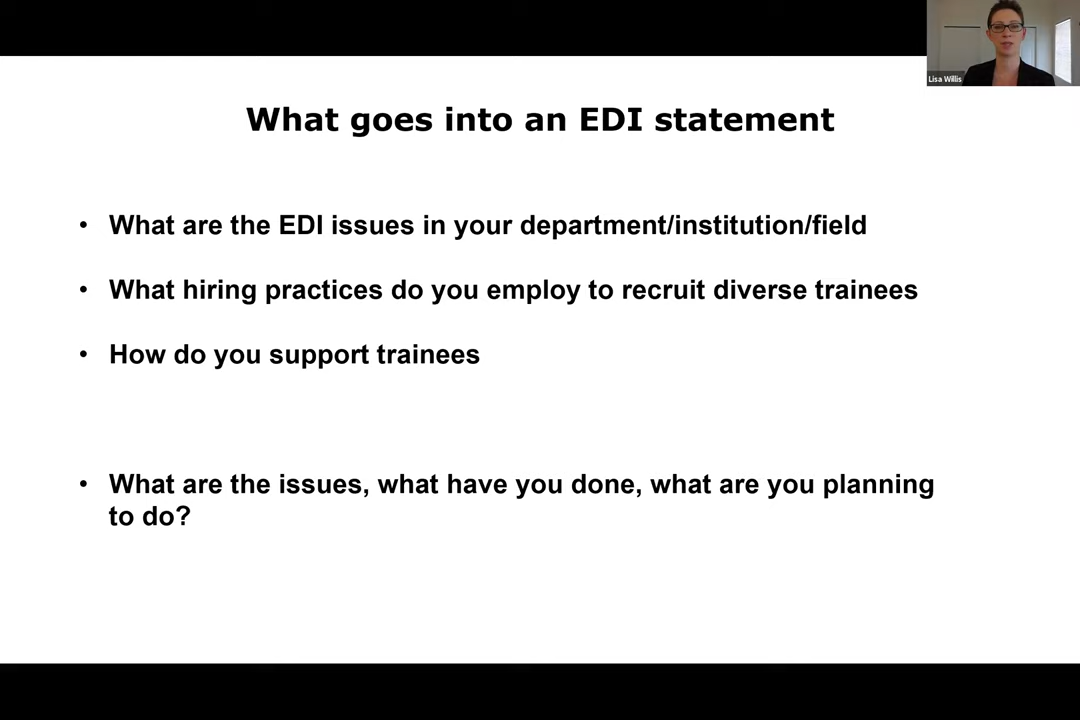 Lisa Willis
What goes into an EDI statement
• What are the EDI issues in your department/institution/field
• What hiring practices do you employ to recruit diverse trainees
• How do you support trainees
• What are the issues, what have you done, what are you planning
to do?